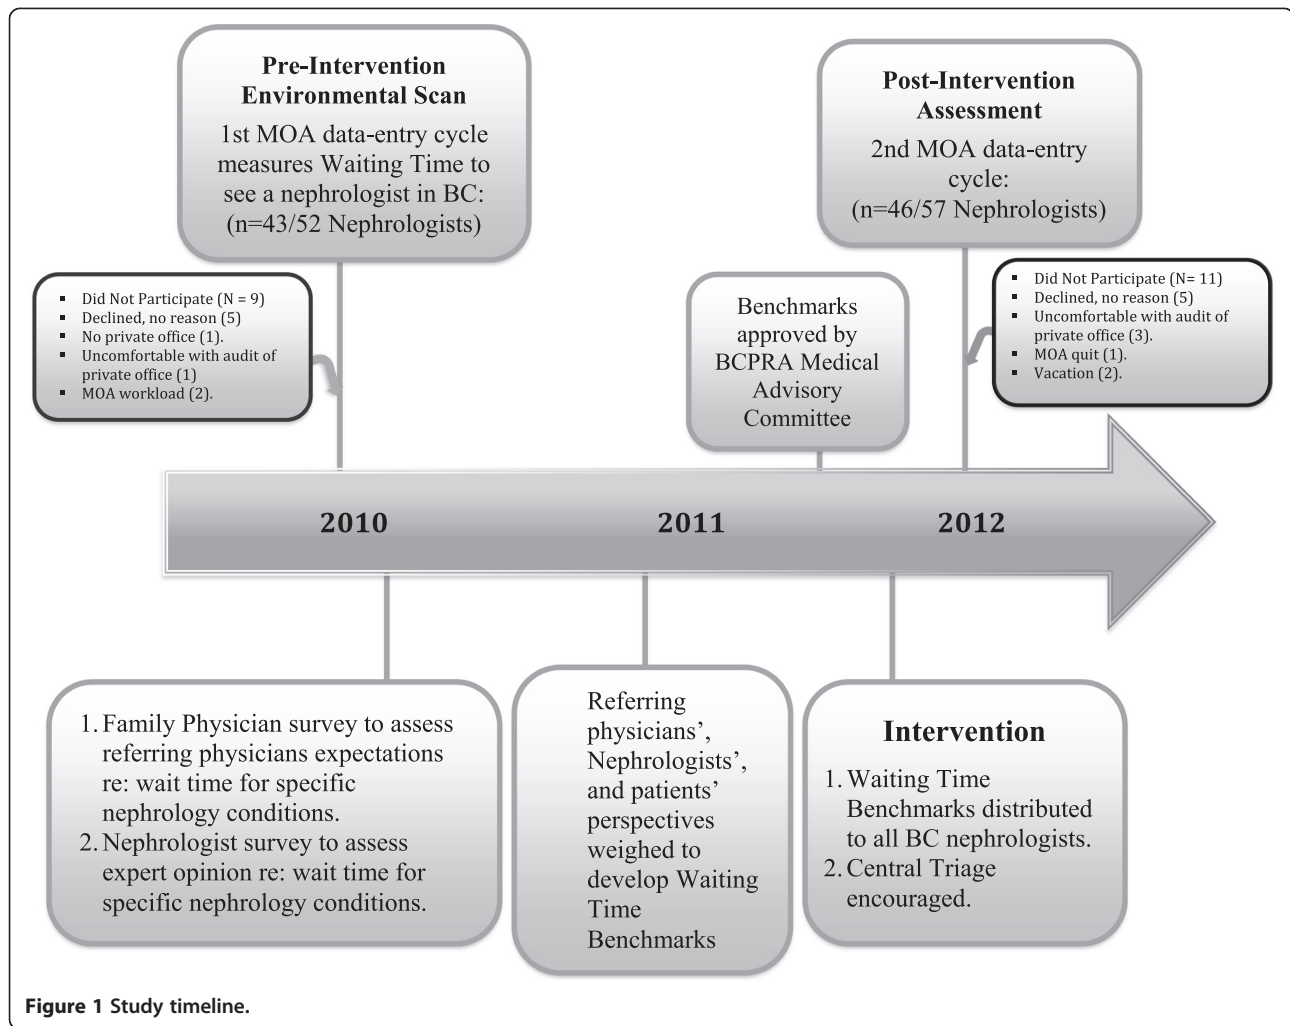 Pre-Intervention
Environmental Scan
1st MOA data-entry cycle
measures Waiting Time to
see a nephrologist in BC:
(n=43/52 Nephrologists)
Post-Intervention
Assessment
2nd MOA data-entry
cycle:
(n=46/57 Nephrologists)
▪ Did Not Participate (N = 9)
▪ Declined, no reason (5)
▪ No private office (1).
▪ Uncomfortable with audit of
private office (1)
▪ MOA workload (2).
Benchmarks
approved by
BCPRA Medical
Advisory
Committee
▪ Did Not Participate (N= 11)
▪ Declined, no reason (5)
▪ Uncomfortable with audit of
private office (3).
▪ MOA quit (1).
▪ Vacation (2).
2010
2011
2012
1. Family Physician survey to assess
referring physicians expectations
re: wait time for specific
nephrology conditions.
2. Nephrologist survey to assess
expert opinion re: wait time for
specific nephrology conditions.
Referring
physicians’,
Nephrologists’,
and patients’
perspectives
weighed to
develop Waiting
Time
Benchmarks
Intervention
1. Waiting Time
Benchmarks distributed
to all BC nephrologists.
2. Central Triage
encouraged.
Figure 1 Study timeline.